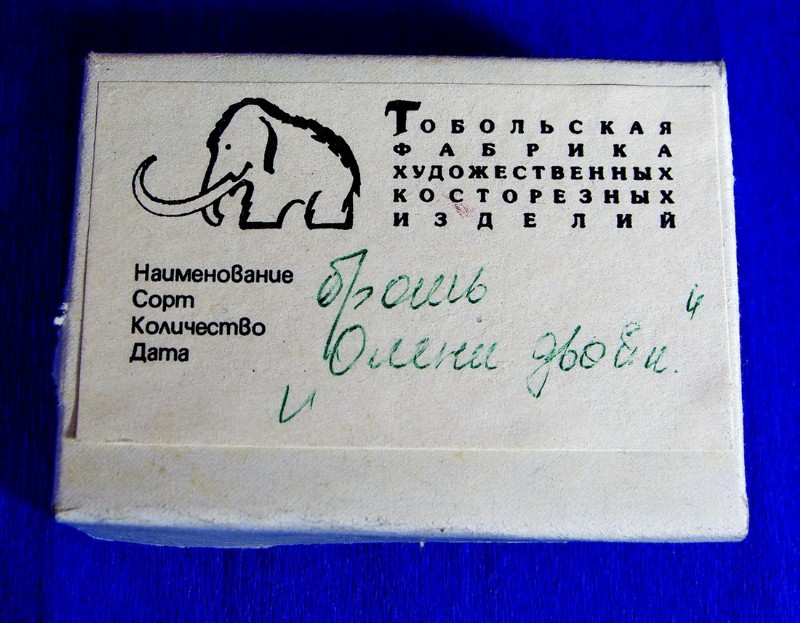 ТОБОЛЬСКАЯ
ФАБРИКА
ХУДОЖЕСТВЕННЫХ
КОСТОРЕЗНЫХ
ИЗДЕЛИЙ
Наименование брошь
Сорт "
Количество Олени двойн.
Дата
"